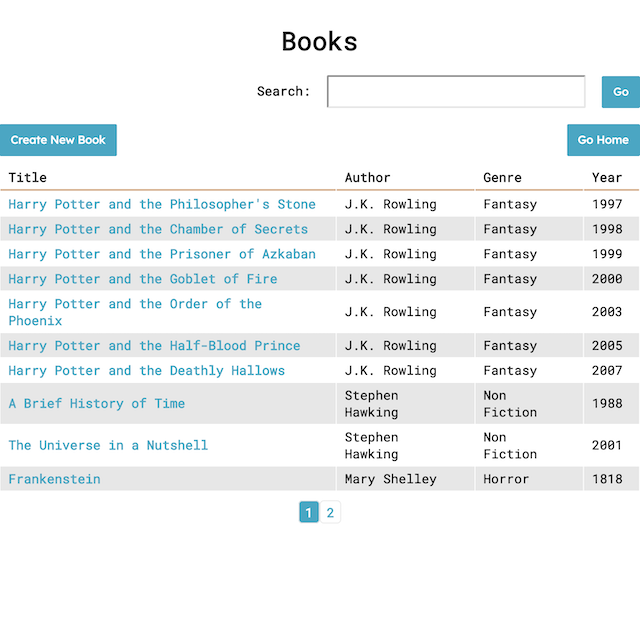 Books
Search:
Go
Create New Book
Go Home
Title Author Genre Year
Harry Potter and the Philosopher's Stone J.K. Rowling Fantasy 1997
Harry Potter and the Chamber of Secrets J.K. Rowling Fantasy 1998
Harry Potter and the Prisoner of Azkaban J.K. Rowling Fantasy 1999
Harry Potter and the Goblet of Fire J.K. Rowling Fantasy 2000
Harry Potter and the Order of the
Phoenix J.K. Rowling Fantasy 2003
Harry Potter and the Half-Blood Prince J.K. Rowling Fantasy 2005
Harry Potter and the Deathly Hallows J.K. Rowling Fantasy 2007
A Brief History of Time Stephen
Hawking Non
Fiction 1988
The Universe in a Nutshell Stephen
Hawking Non
Fiction 2001
Frankenstein Mary Shelley Horror 1818
1 2